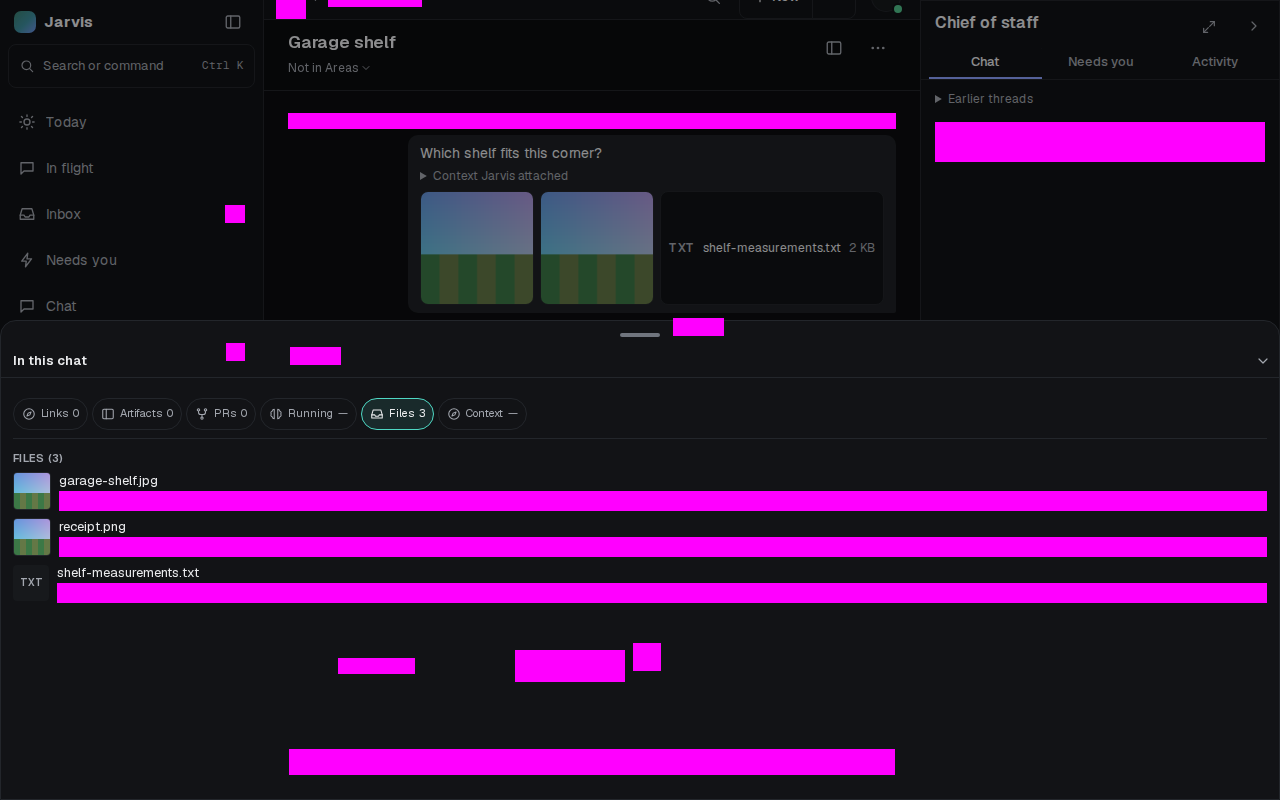 Jarvis
Search or command Ctrl K
Today
In flight
Inbox
Needs you
Chat
Garage shelf
Not in Areas
Which shelf fits this corner?
Context Jarvis attached
TXT shelf-measurements.txt 2 KB
Chief of staff
Chat Needs you Activity
Earlier threads
In this chat
Links 0 Artifacts 0 PRs 0 Running — Files 3 Context —
FILES (3)
garage-shelf.jpg
receipt.png
TXT shelf-measurements.txt